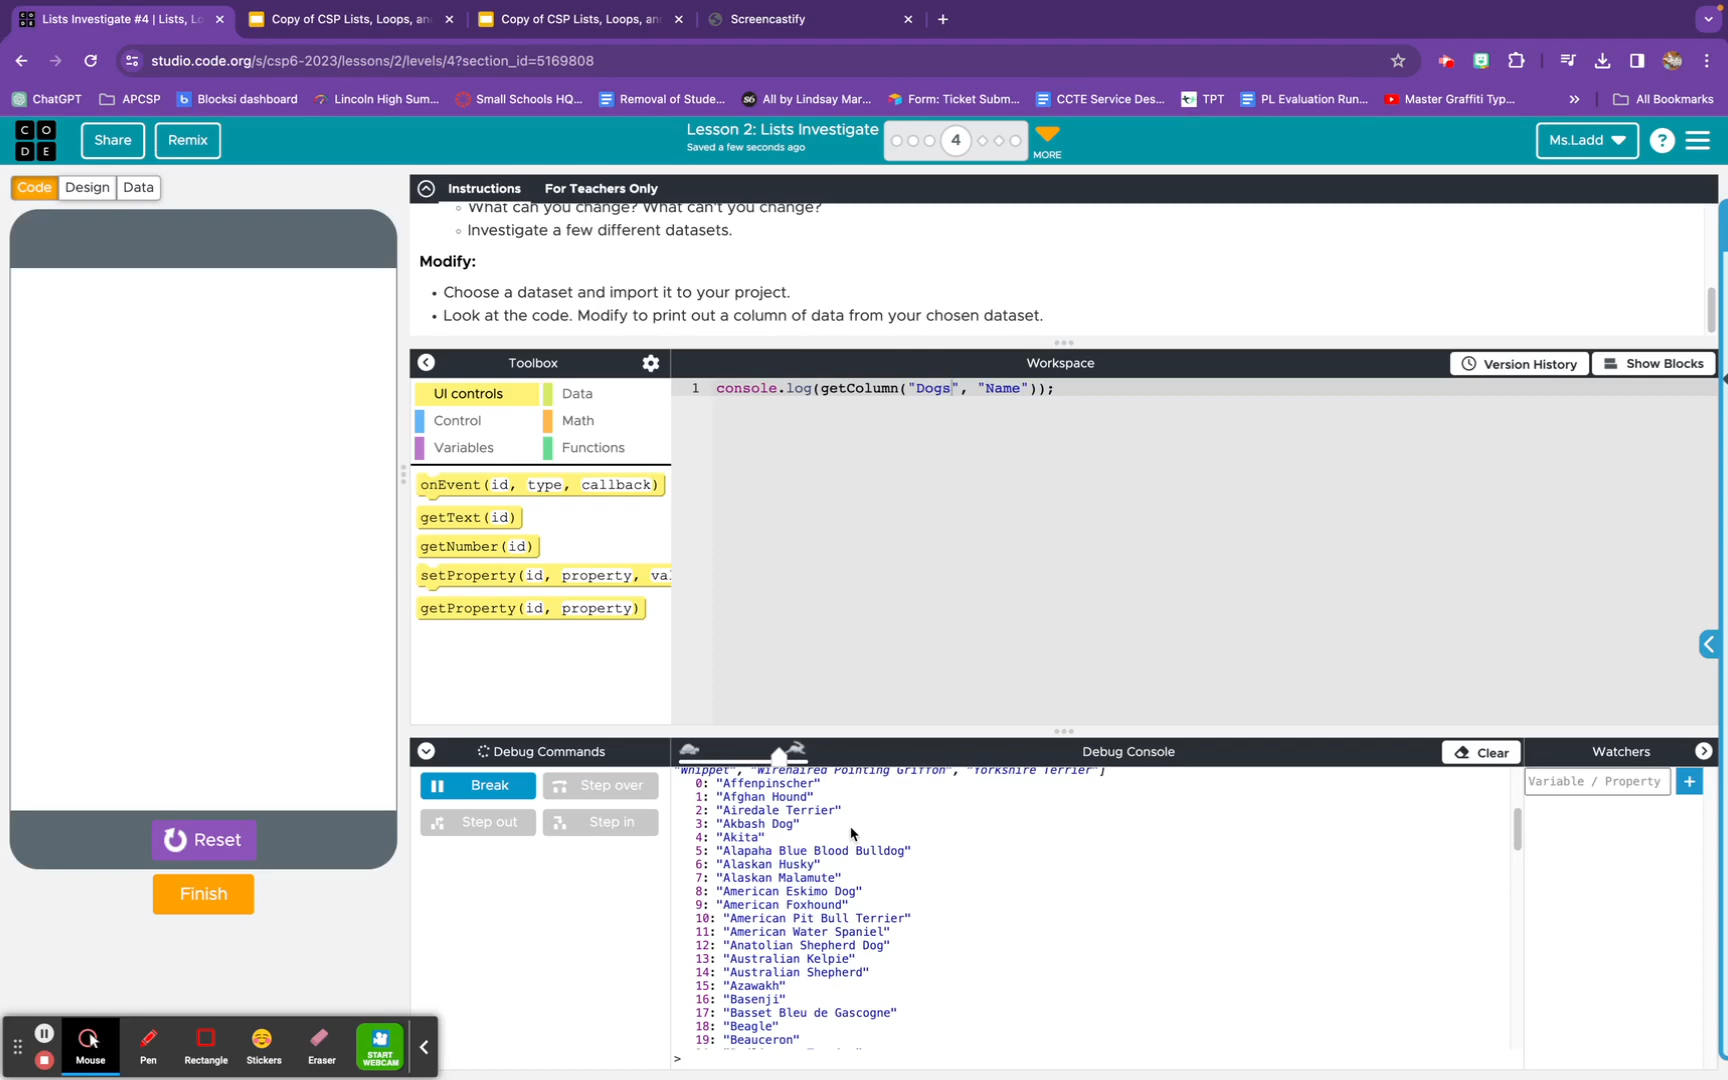 Lists Investigate #4 | Lists, Lo
Copy of CSP Lists, Loops, an
Copy of CSP Lists, Loops, an
Screencastify
studio.code.org/s/csp6-2023/lessons/2/levels/4?section_id=5169808
ChatGPT
APCSP
Blocksi dashboard
Lincoln High Sum...
Small Schools HQ...
Removal of Stude...
All by Lindsay Mar...
Form: Ticket Subm...
CCTE Service Des...
TPT
PL Evaluation Run...
Master Graffiti Typ...
All Bookmarks
C O
D E
Share
Remix
Lesson 2: Lists Investigate
Saved a few seconds ago
4
MORE
Ms.Ladd
?
Code
Design
Data
Instructions
For Teachers Only
What can you change? What can't you change?
Investigate a few different datasets.
Modify:
Choose a dataset and import it to your project.
Look at the code. Modify to print out a column of data from your chosen dataset.
Toolbox
Workspace
Version History
Show Blocks
UI controls
Data
Control
Math
Variables
Functions
onEvent(id, type, callback)
getText(id)
getNumber(id)
setProperty(id, property, va
getProperty(id, property)
1 console.log(getColumn("Dogs", "Name"));
Debug Commands
Debug Console
Clear
Watchers
Break
Step over
Step out
Step in
Variable / Property
+
"Whippet", "Wirehaired Pointing Griffon", "Yorkshire Terrier"]
0: "Affenpinscher"
1: "Afghan Hound"
2: "Airedale Terrier"
3: "Akbash Dog"
4: "Akita"
5: "Alapaha Blue Blood Bulldog"
6: "Alaskan Husky"
7: "Alaskan Malamute"
8: "American Eskimo Dog"
9: "American Foxhound"
10: "American Pit Bull Terrier"
11: "American Water Spaniel"
12: "Anatolian Shepherd Dog"
13: "Australian Kelpie"
14: "Australian Shepherd"
15: "Azawakh"
16: "Basenji"
17: "Basset Bleu de Gascogne"
18: "Beagle"
19: "Beauceron"
>
Reset
Finish
Mouse
Pen
Rectangle
Stickers
Eraser
START
WEBCAM